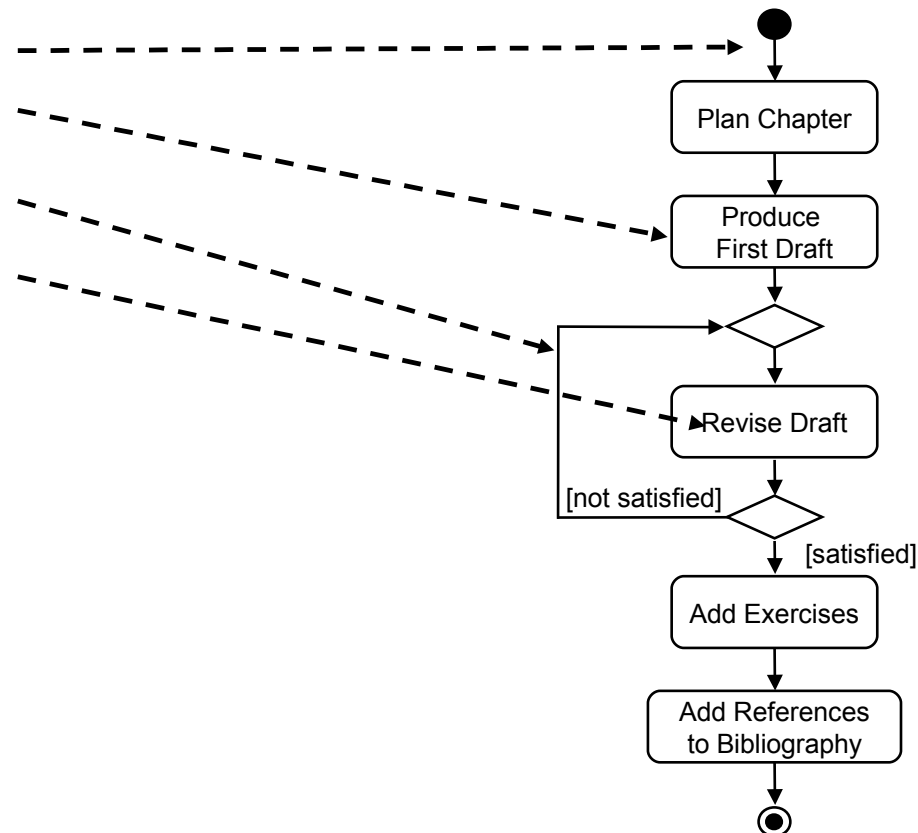 Plan Chapter
Produce
First Draft
Revise Draft
[not satisfied]
[satisfied]
Add Exercises
Add References
to Bibliography